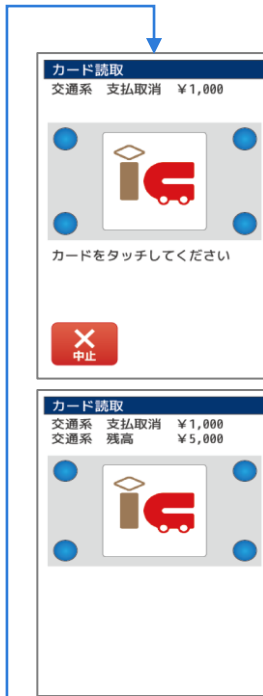 カード読取
交通系 支払取消 ¥1,000
カードをタッチしてください
中止
カード読取
交通系 支払取消 ¥1,000
交通系 残高 ¥5,000